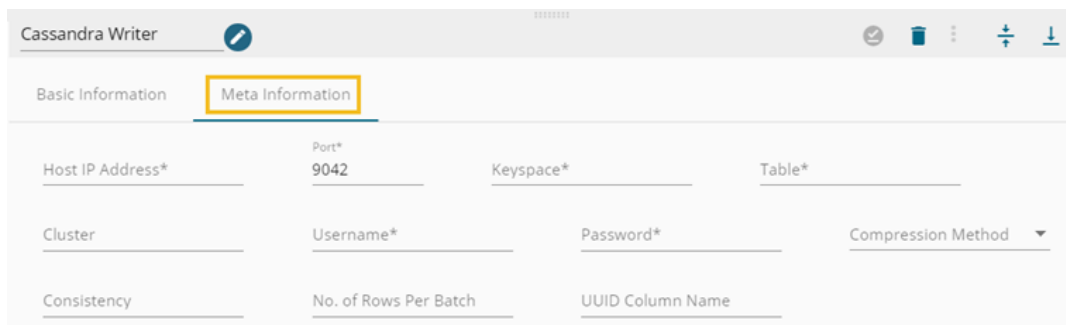 Cassandra Writer
Basic Information Meta Information
Port*
Host IP Address* 9042 Keyspace* Table*
Cluster Username* Password* Compression Method
Consistency No. of Rows Per Batch UUID Column Name